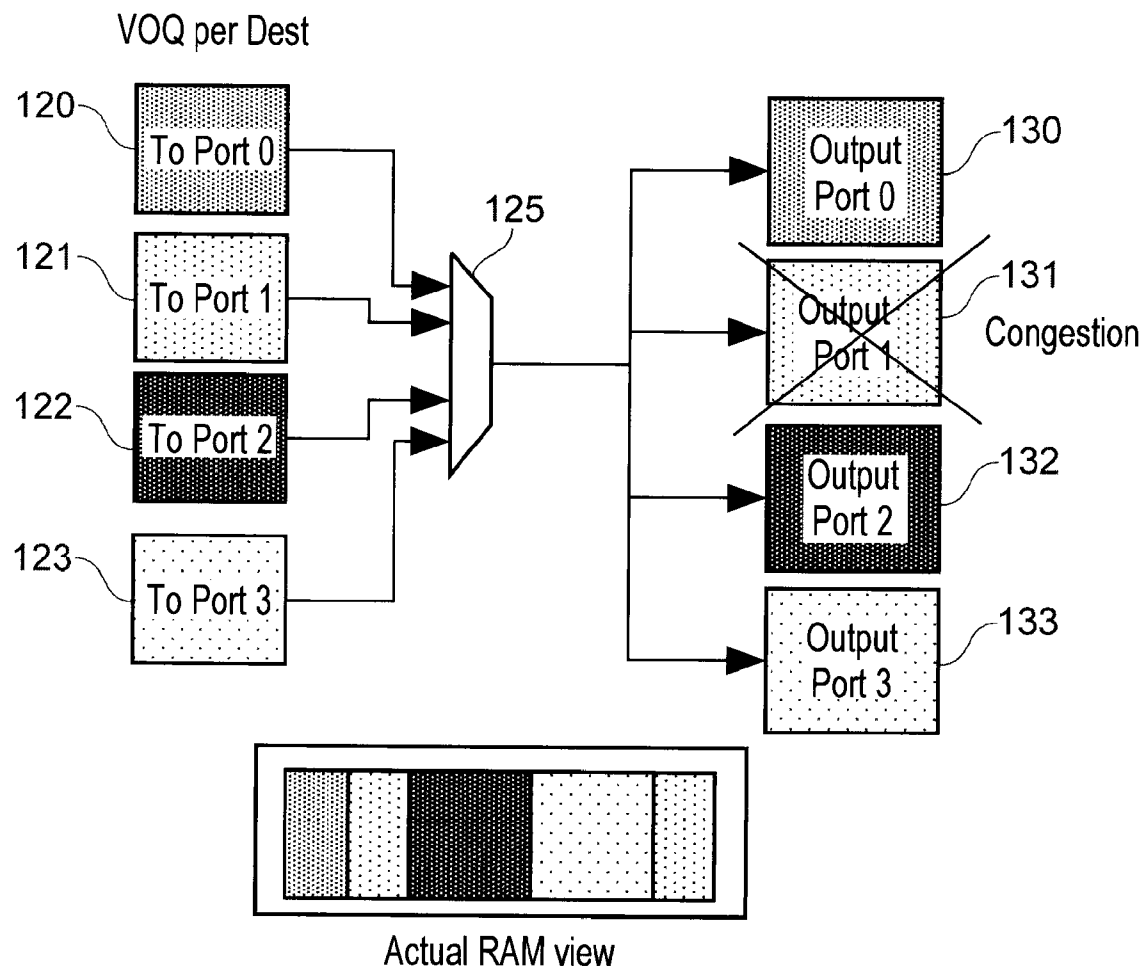 VOQ per Dest
120
To Port 0
121
To Port 1
122
To Port 2
123
To Port 3
125
Output
Port 0
130
Output
Port 1
131
Congestion
Output
Port 2
132
Output
Port 3
133
Actual RAM view